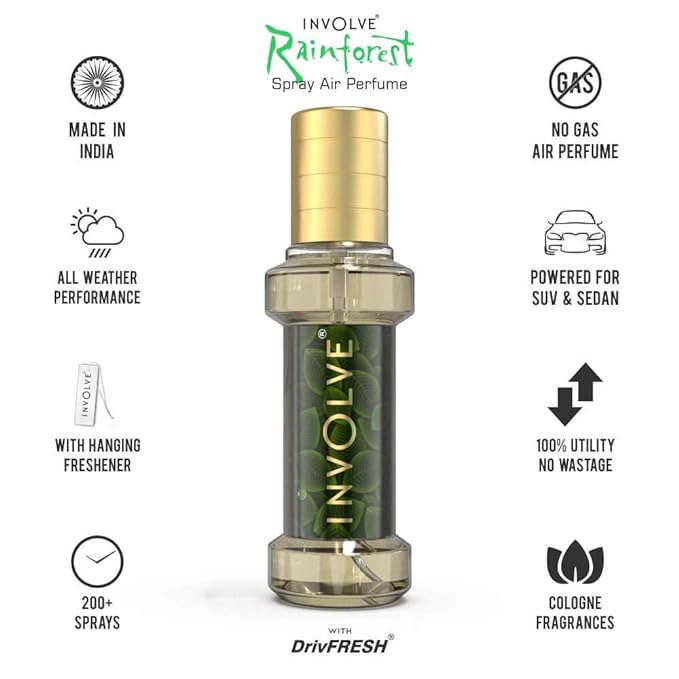 INVOLVE®
Rainforest
Spray Air Perfume
MADE IN
INDIA
ALL WEATHER
PERFORMANCE
INVOLVE®
WITH HANGING
FRESHENER
200+
SPRAYS
INVOLVE®
GAS
NO GAS
AIR PERFUME
POWERED FOR
SUV & SEDAN
100% UTILITY
NO WASTAGE
COLOGNE
FRAGRANCES
WITH
DrivFRESH®